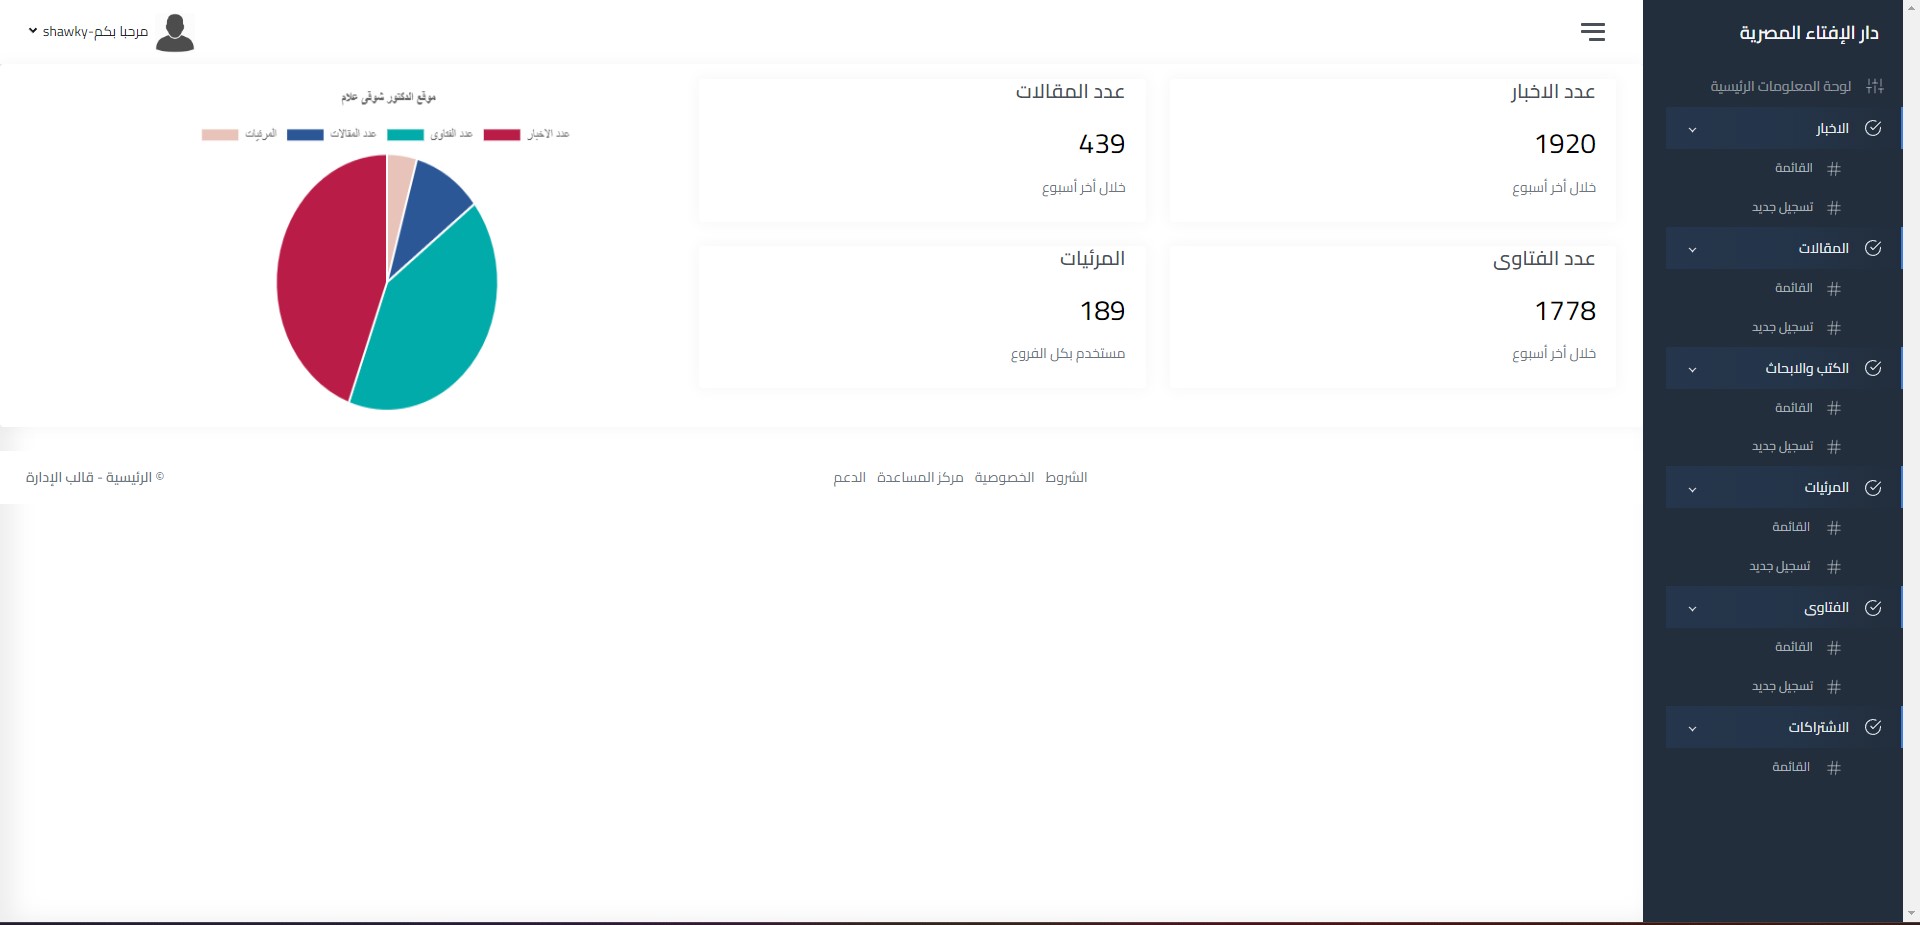 دار الإفتاء المصرية
لوحة المعلومات الرئيسية
الاخبار
القائمة
تسجيل جديد
المقالات
القائمة
تسجيل جديد
الكتب والابحاث
القائمة
تسجيل جديد
المرئيات
القائمة
تسجيل جديد
الفتاوى
القائمة
تسجيل جديد
الاشتراكات
القائمة
مرحبا بكم-shawky
عدد الاخبار
1920
خلال أخر أسبوع
عدد المقالات
439
خلال أخر أسبوع
عدد الفتاوى
1778
خلال أخر أسبوع
المرئيات
189
مستخدم بكل الفروع
موقع الدكتور شوقى علام
عدد الاخبار عدد الفتاوى عدد المقالات المرئيات
الشروط الخصوصية مركز المساعدة الدعم
© الرئيسية - قالب الإدارة